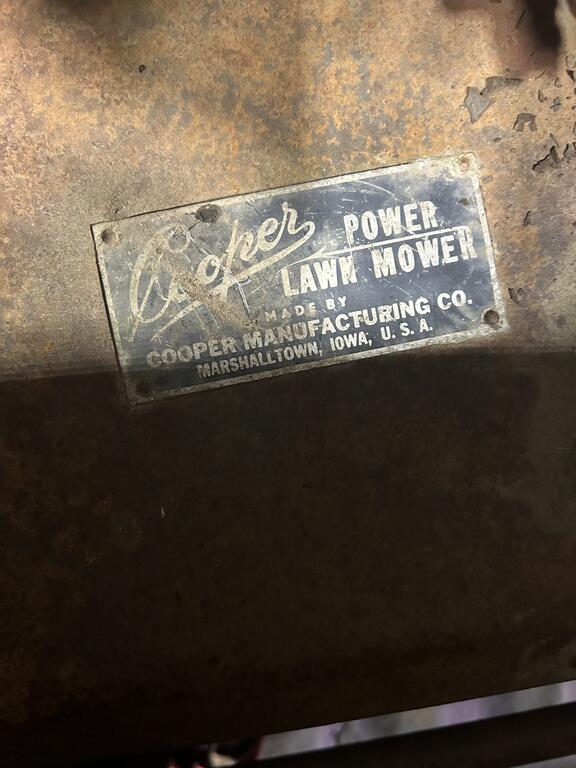 Cooper POWER
LAWN MOWER
MADE BY
COOPER MANUFACTURING CO.
MARSHALLTOWN, IOWA, U.S.A.